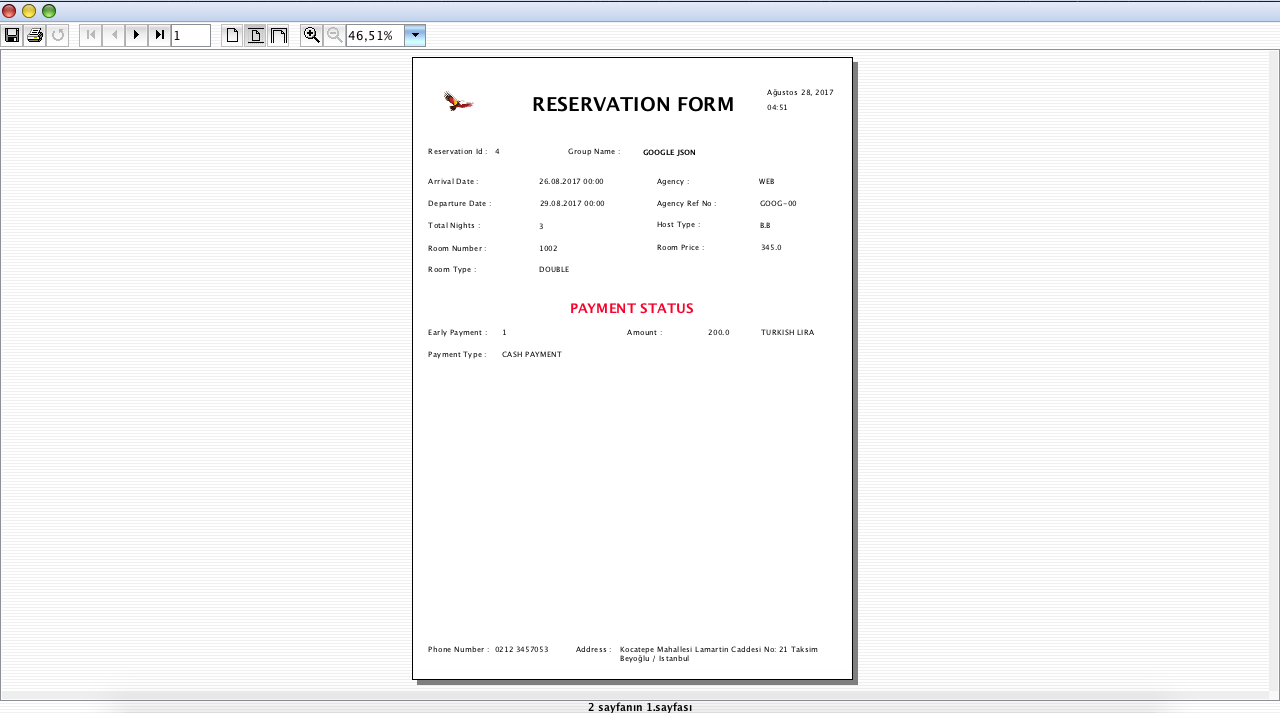 1
46,51%
Ağustos 28, 2017
RESERVATION FORM
04:51
Reservation Id : 4 Group Name : GOOGLE JSON
Arrival Date : 26.08.2017 00:00 Agency : WEB
Departure Date : 29.08.2017 00:00 Agency Ref No : GOOG-00
Total Nights : 3 Host Type : B.B
Room Number : 1002 Room Price : 345.0
Room Type : DOUBLE
PAYMENT STATUS
Early Payment : 1 Amount : 200.0 TURKISH LIRA
Payment Type : CASH PAYMENT
Phone Number : 0212 3457053 Address : Kocatepe Mahallesi Lamartin Caddesi No: 21 Taksim
Beyoğlu / Istanbul
2 sayfanın 1.sayfası